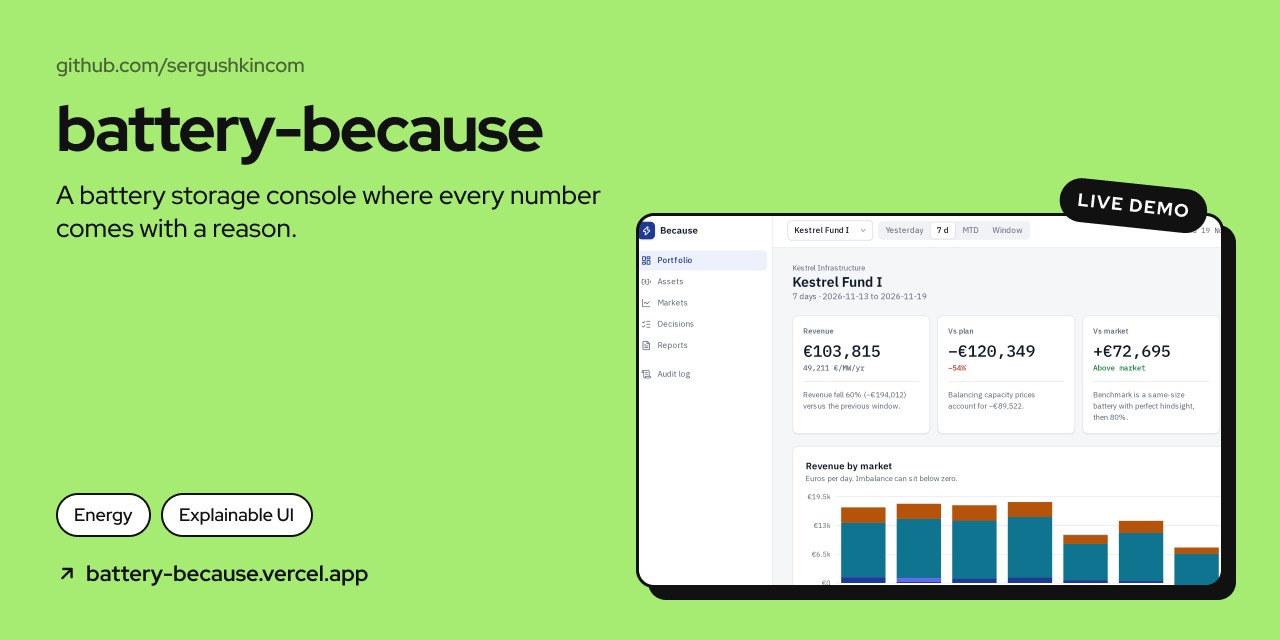 github.com/sergushkincom
battery-because
A battery storage console where every number
comes with a reason.
Energy
Explainable UI
battery-because.vercel.app
LIVE DEMO
Because
Kestrel Fund I
Yesterday
7 d
MTD
Window
19 No
Portfolio
Assets
Markets
Decisions
Reports
Audit log
Kestrel Infrastructure
Kestrel Fund I
7 days · 2026-11-13 to 2026-11-19
Revenue
€103,815
49,211 €/MW/yr
Revenue fell 60% (−€194,012)
versus the previous window.
Vs plan
−€120,349
−54%
Balancing capacity prices
account for −€89,522.
Vs market
+€72,695
Above market
Benchmark is a same-size
battery with perfect hindsight,
then 80%.
Revenue by market
Euros per day. Imbalance can sit below zero.
€19.5k
€13k
€6.5k
€0